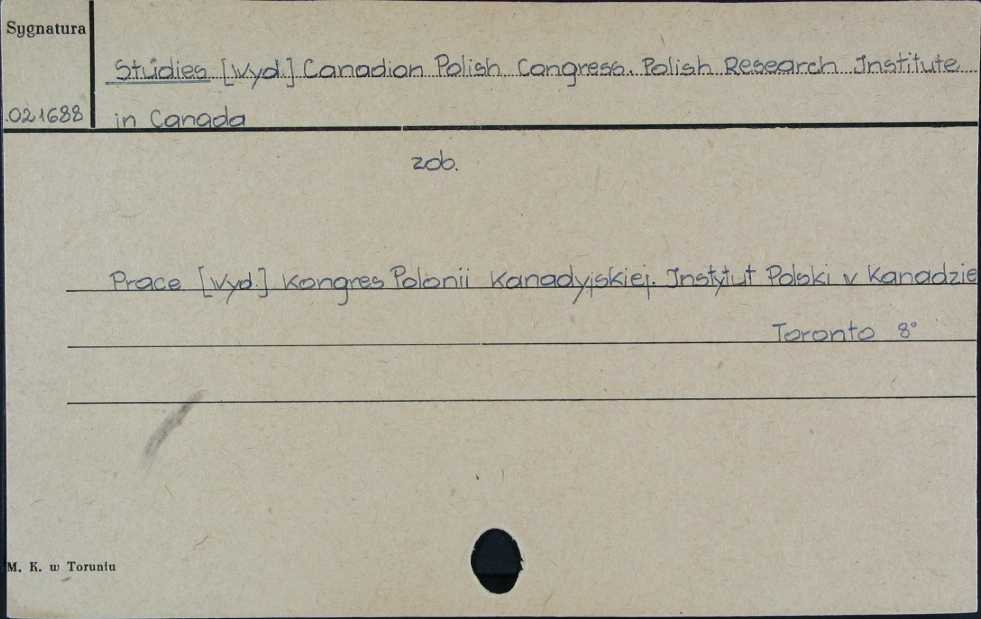 Sygnatura
Studies [Wyd.] Canadian Polish Congress. Polish Research Institute
021688 in Canada
zob.
Prace [Wyd.] Kongres Polonii Kanadyjskiej. Instytut Polski v Kanadzie
Toronto 8°
M. K. w Toruniu